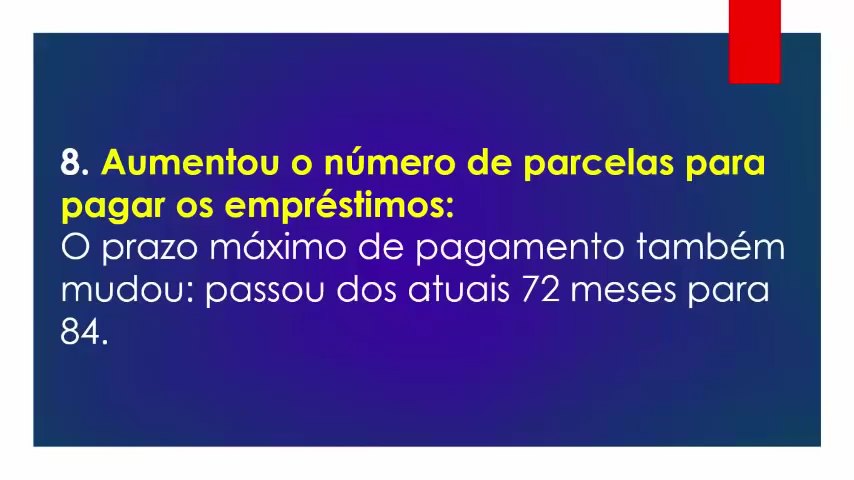 8. Aumentou o número de parcelas para
pagar os empréstimos:
O prazo máximo de pagamento também
mudou: passou dos atuais 72 meses para
84.